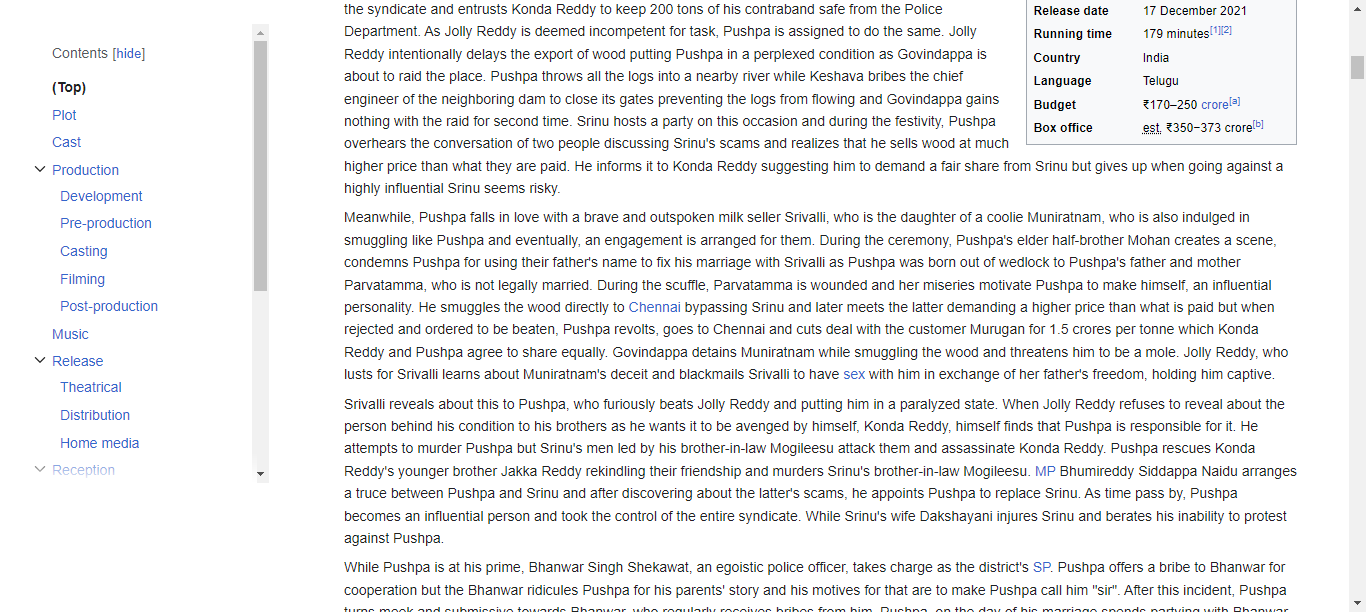 Contents [hide]
(Top)
Plot
Cast
Production
Development
Pre-production
Casting
Filming
Post-production
Music
Release
Theatrical
Distribution
Home media
Reception
the syndicate and entrusts Konda Reddy to keep 200 tons of his contraband safe from the Police
Department. As Jolly Reddy is deemed incompetent for task, Pushpa is assigned to do the same. Jolly
Reddy intentionally delays the export of wood putting Pushpa in a perplexed condition as Govindappa is
about to raid the place. Pushpa throws all the logs into a nearby river while Keshava bribes the chief
engineer of the neighboring dam to close its gates preventing the logs from flowing and Govindappa gains
nothing with the raid for second time. Srinu hosts a party on this occasion and during the festivity, Pushpa
overhears the conversation of two people discussing Srinu's scams and realizes that he sells wood at much
higher price than what they are paid. He informs it to Konda Reddy suggesting him to demand a fair share from Srinu but gives up when going against a
highly influential Srinu seems risky.
Meanwhile, Pushpa falls in love with a brave and outspoken milk seller Srivalli, who is the daughter of a coolie Muniratnam, who is also indulged in
smuggling like Pushpa and eventually, an engagement is arranged for them. During the ceremony, Pushpa's elder half-brother Mohan creates a scene,
condemns Pushpa for using their father's name to fix his marriage with Srivalli as Pushpa was born out of wedlock to Pushpa's father and mother
Parvatamma, who is not legally married. During the scuffle, Parvatamma is wounded and her miseries motivate Pushpa to make himself, an influential
personality. He smuggles the wood directly to Chennai bypassing Srinu and later meets the latter demanding a higher price than what is paid but when
rejected and ordered to be beaten, Pushpa revolts, goes to Chennai and cuts deal with the customer Murugan for 1.5 crores per tonne which Konda
Reddy and Pushpa agree to share equally. Govindappa detains Muniratnam while smuggling the wood and threatens him to be a mole. Jolly Reddy, who
lusts for Srivalli learns about Muniratnam's deceit and blackmails Srivalli to have sex with him in exchange of her father's freedom, holding him captive.
Srivalli reveals about this to Pushpa, who furiously beats Jolly Reddy and putting him in a paralyzed state. When Jolly Reddy refuses to reveal about the
person behind his condition to his brothers as he wants it to be avenged by himself, Konda Reddy, himself finds that Pushpa is responsible for it. He
attempts to murder Pushpa but Srinu's men led by his brother-in-law Mogileesu attack them and assassinate Konda Reddy. Pushpa rescues Konda
Reddy's younger brother Jakka Reddy rekindling their friendship and murders Srinu's brother-in-law Mogileesu. MP Bhumireddy Siddappa Naidu arranges
a truce between Pushpa and Srinu and after discovering about the latter's scams, he appoints Pushpa to replace Srinu. As time pass by, Pushpa
becomes an influential person and took the control of the entire syndicate. While Srinu's wife Dakshayani injures Srinu and berates his inability to protest
against Pushpa.
While Pushpa is at his prime, Bhanwar Singh Shekawat, an egoistic police officer, takes charge as the district's SP. Pushpa offers a bribe to Bhanwar for
cooperation but the Bhanwar ridicules Pushpa for his parents' story and his motives for that are to make Pushpa call him "sir". After this incident, Pushpa
turns meek and submissive towards Bhanwar, who regularly receives bribes from him. Pushpa, on the day of his marriage spends partying with Bhanwar
Release date 17 December 2021
Running time 179 minutes[1][2]
Country India
Language Telugu
Budget ₹170–250 crore[a]
Box office est. ₹350–373 crore[b]